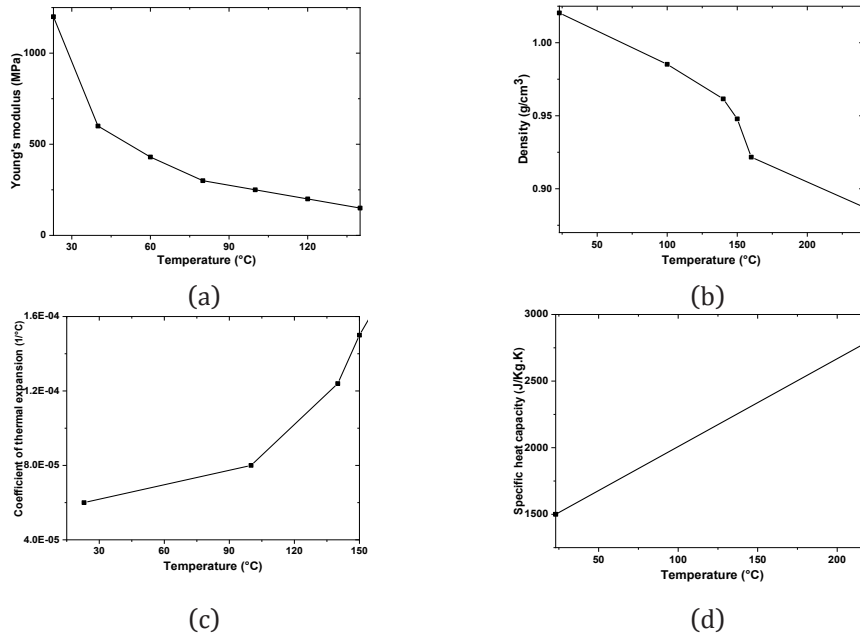 1000
500
0
Young's modulus (MPa)
30 60 90 120
Temperature (°C)
(a)
1.00
0.95
0.90
Density (g/cm³)
50 100 150 200
Temperature (°C)
(b)
1.6E-04
1.2E-04
8.0E-05
4.0E-05
Coefficient of thermal expansion (1/°C)
30 60 90 120 150
Temperature (°C)
(c)
3000
2500
2000
1500
Specific heat capacity (J/Kg.K)
50 100 150 200
Temperature (°C)
(d)